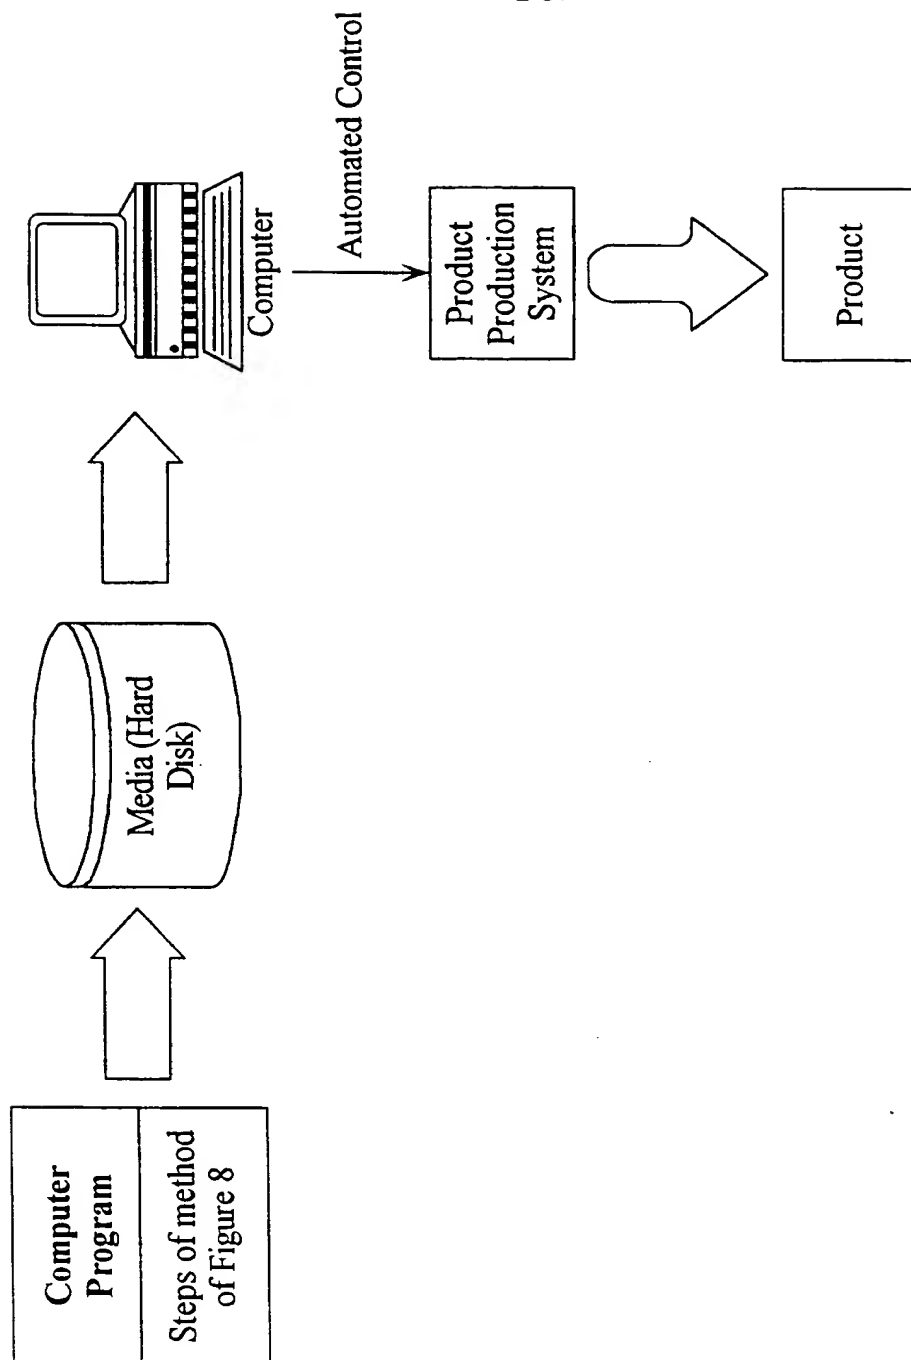 Computer
Program
Steps of method
of Figure 8
Media (Hard
Disk)
Computer
Automated Control
Product
Production
System
Product